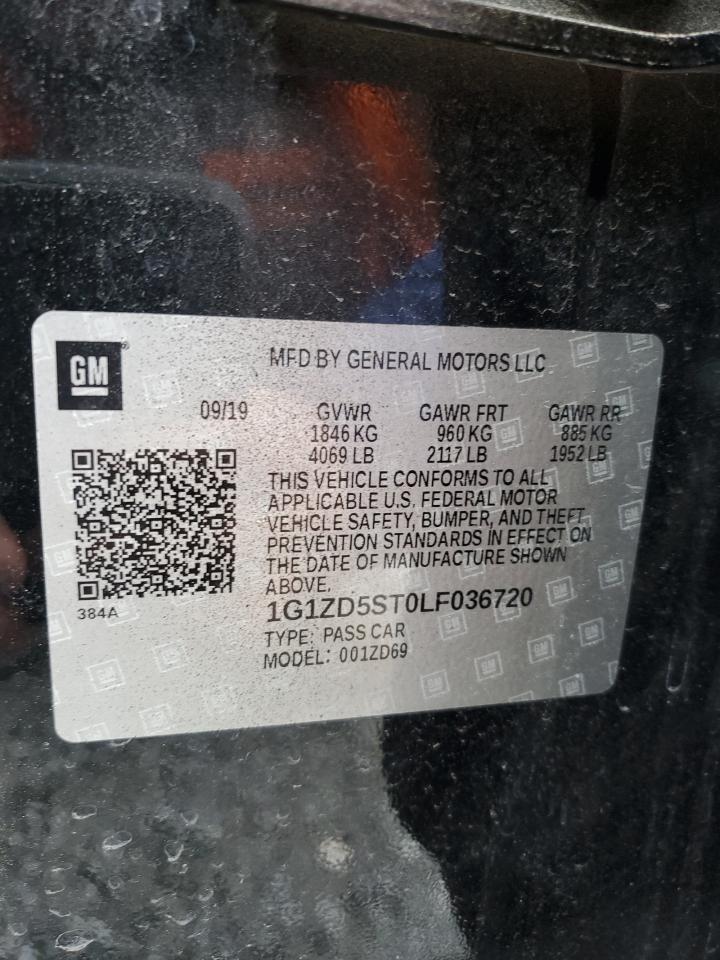 GM
MFD BY GENERAL MOTORS LLC
09/19 GVWR GAWR FRT GAWR RR
1846 KG 960 KG 885 KG
4069 LB 2117 LB 1952 LB
THIS VEHICLE CONFORMS TO ALL
APPLICABLE U.S. FEDERAL MOTOR
VEHICLE SAFETY, BUMPER, AND THEFT
PREVENTION STANDARDS IN EFFECT ON
THE DATE OF MANUFACTURE SHOWN
ABOVE.
384A
1G1ZD5ST0LF036720
TYPE: PASS CAR
MODEL: 001ZD69